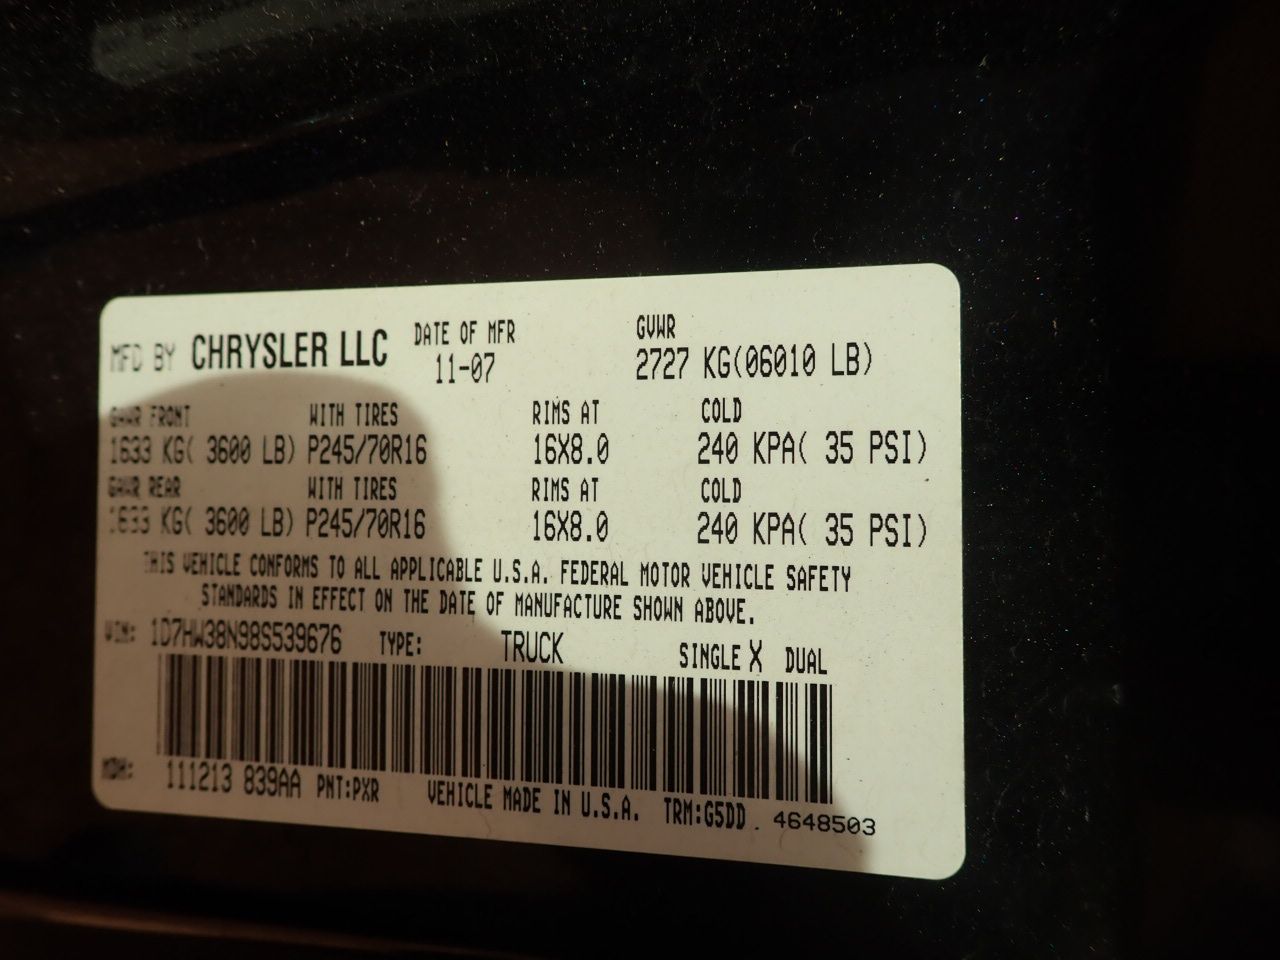 MFD BY CHRYSLER LLC DATE OF MFR GVWR
11-07 2727 KG(06010 LB)
GAWR FRONT WITH TIRES RIMS AT COLD
1633 KG( 3600 LB) P245/70R16 16X8.0 240 KPA( 35 PSI)
GAWR REAR WITH TIRES RIMS AT COLD
1633 KG( 3600 LB) P245/70R16 16X8.0 240 KPA( 35 PSI)
THIS VEHICLE CONFORMS TO ALL APPLICABLE U.S.A. FEDERAL MOTOR VEHICLE SAFETY
STANDARDS IN EFFECT ON THE DATE OF MANUFACTURE SHOWN ABOVE.
VIN: 1D7HW38N98S539676 TYPE: TRUCK SINGLE X DUAL
MDH: 111213 839AA PNT:PXR VEHICLE MADE IN U.S.A. TRM:G5DD . 4648503